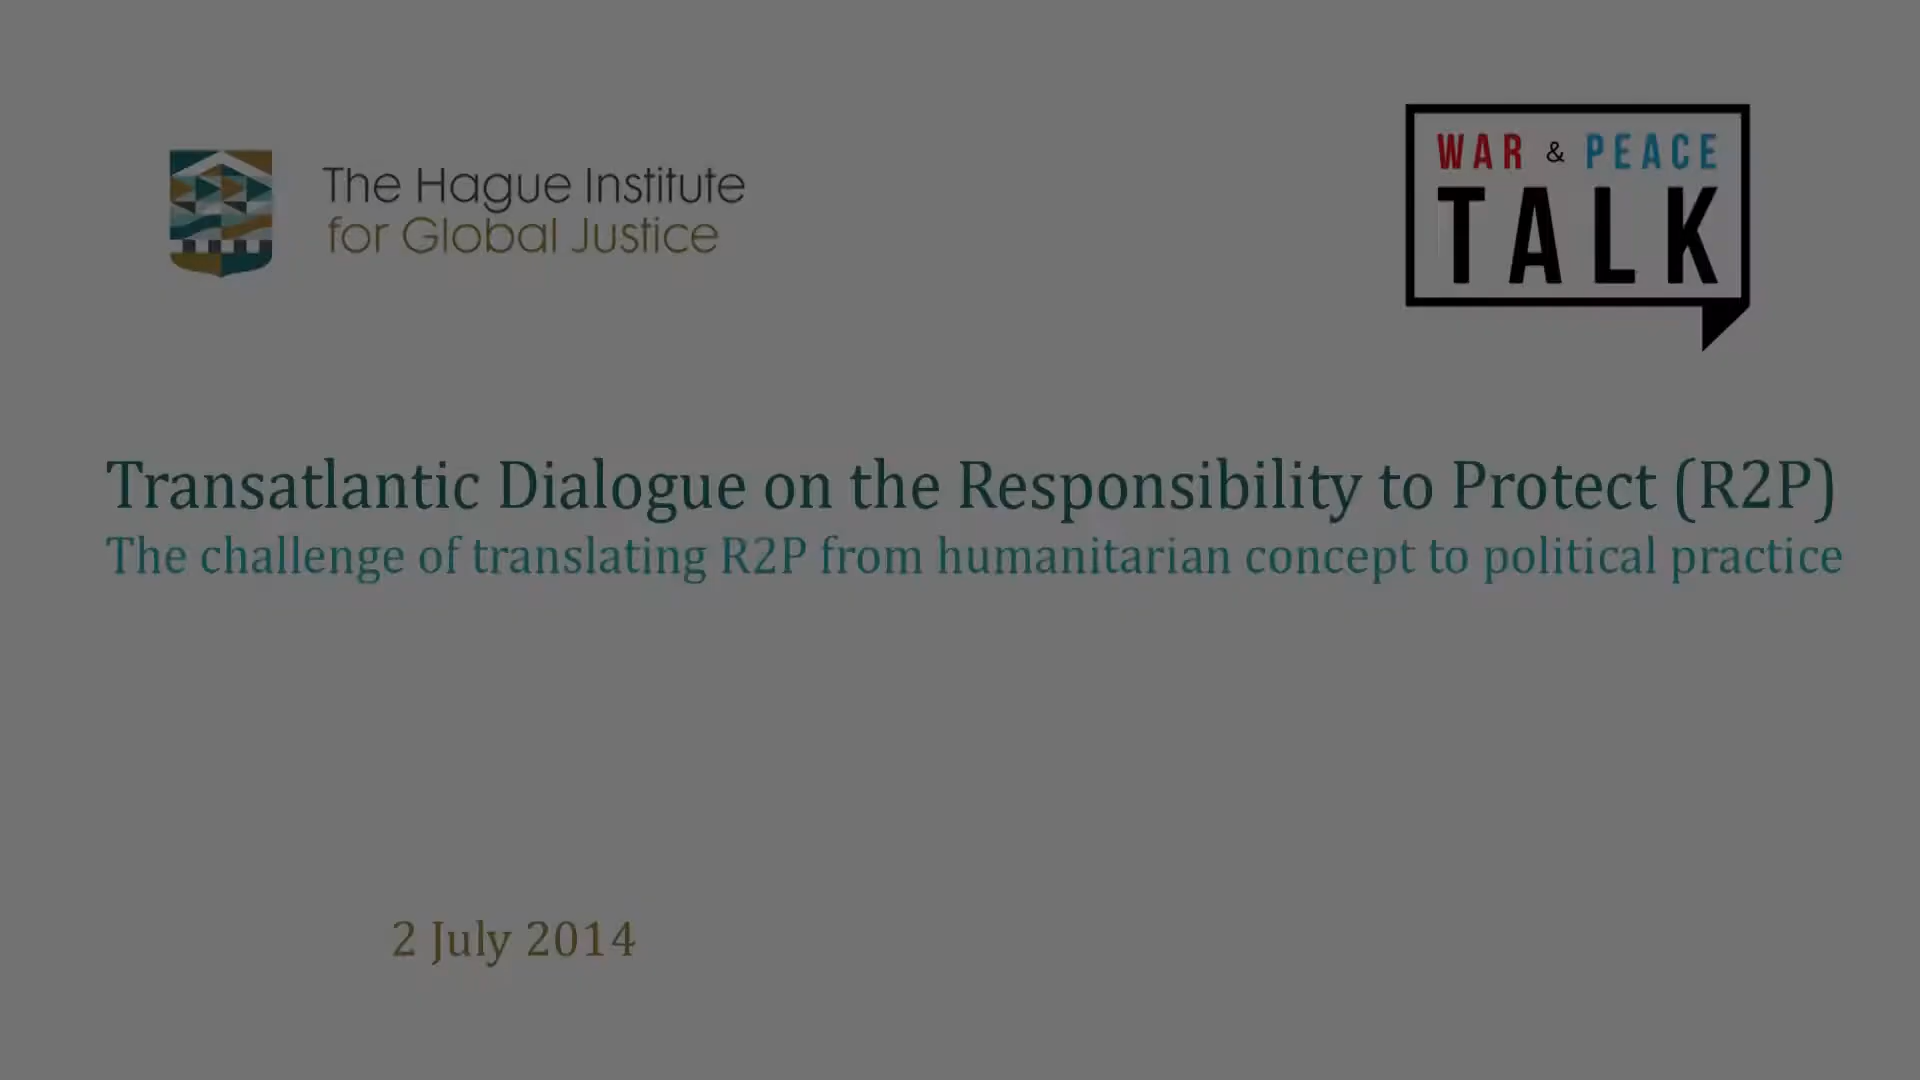 The Hague Institute
for Global Justice
WAR & PEACE
TALK
Transatlantic Dialogue on the Responsibility to Protect (R2P)
The challenge of translating R2P from humanitarian concept to political practice
2 July 2014